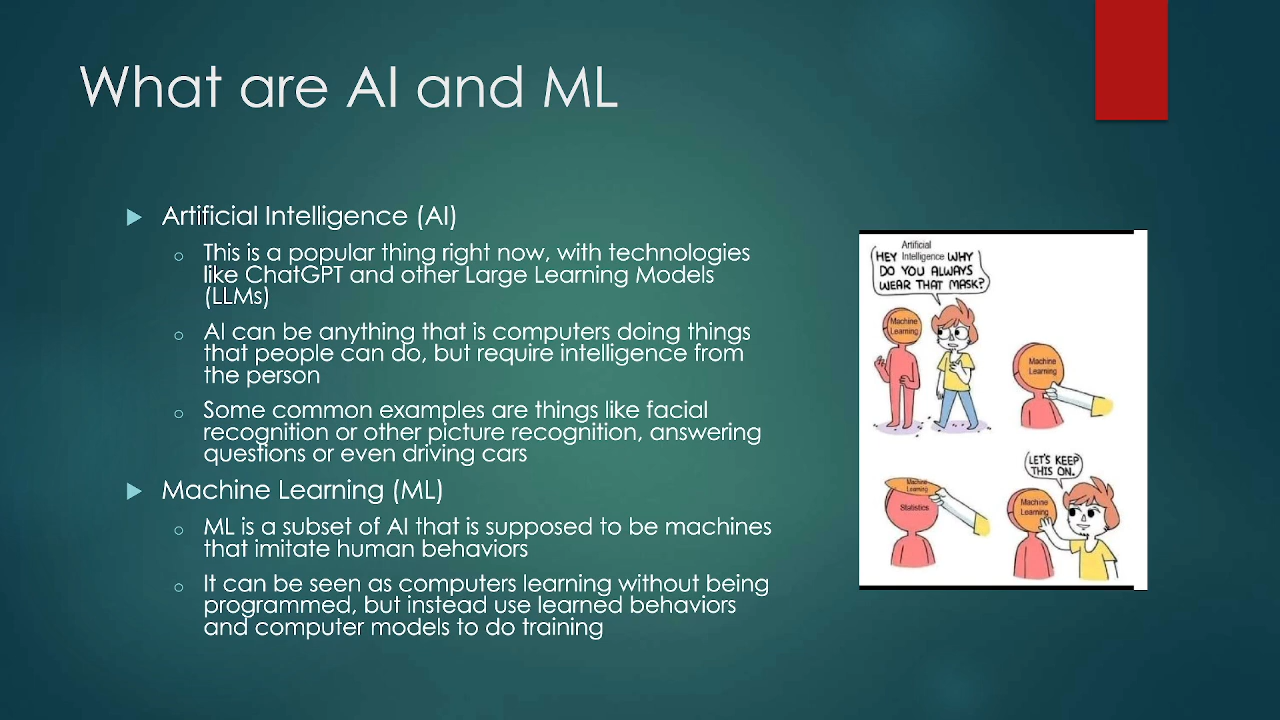 What are AI and ML
Artificial Intelligence (AI)
This is a popular thing right now, with technologies
like ChatGPT and other Large Learning Models
(LLMs)
AI can be anything that is computers doing things
that people can do, but require intelligence from
the person
Some common examples are things like facial
recognition or other picture recognition, answering
questions or even driving cars
Machine Learning (ML)
ML is a subset of AI that is supposed to be machines
that imitate human behaviors
It can be seen as computers learning without being
programmed, but instead use learned behaviors
and computer models to do training
Artificial
HEY Intelligence WHY
DO YOU ALWAYS
WEAR THAT MASK?
Machine
Learning
Machine
Learning
Machine
Learning
Statistics
LET'S KEEP
THIS ON.
Machine
Learning